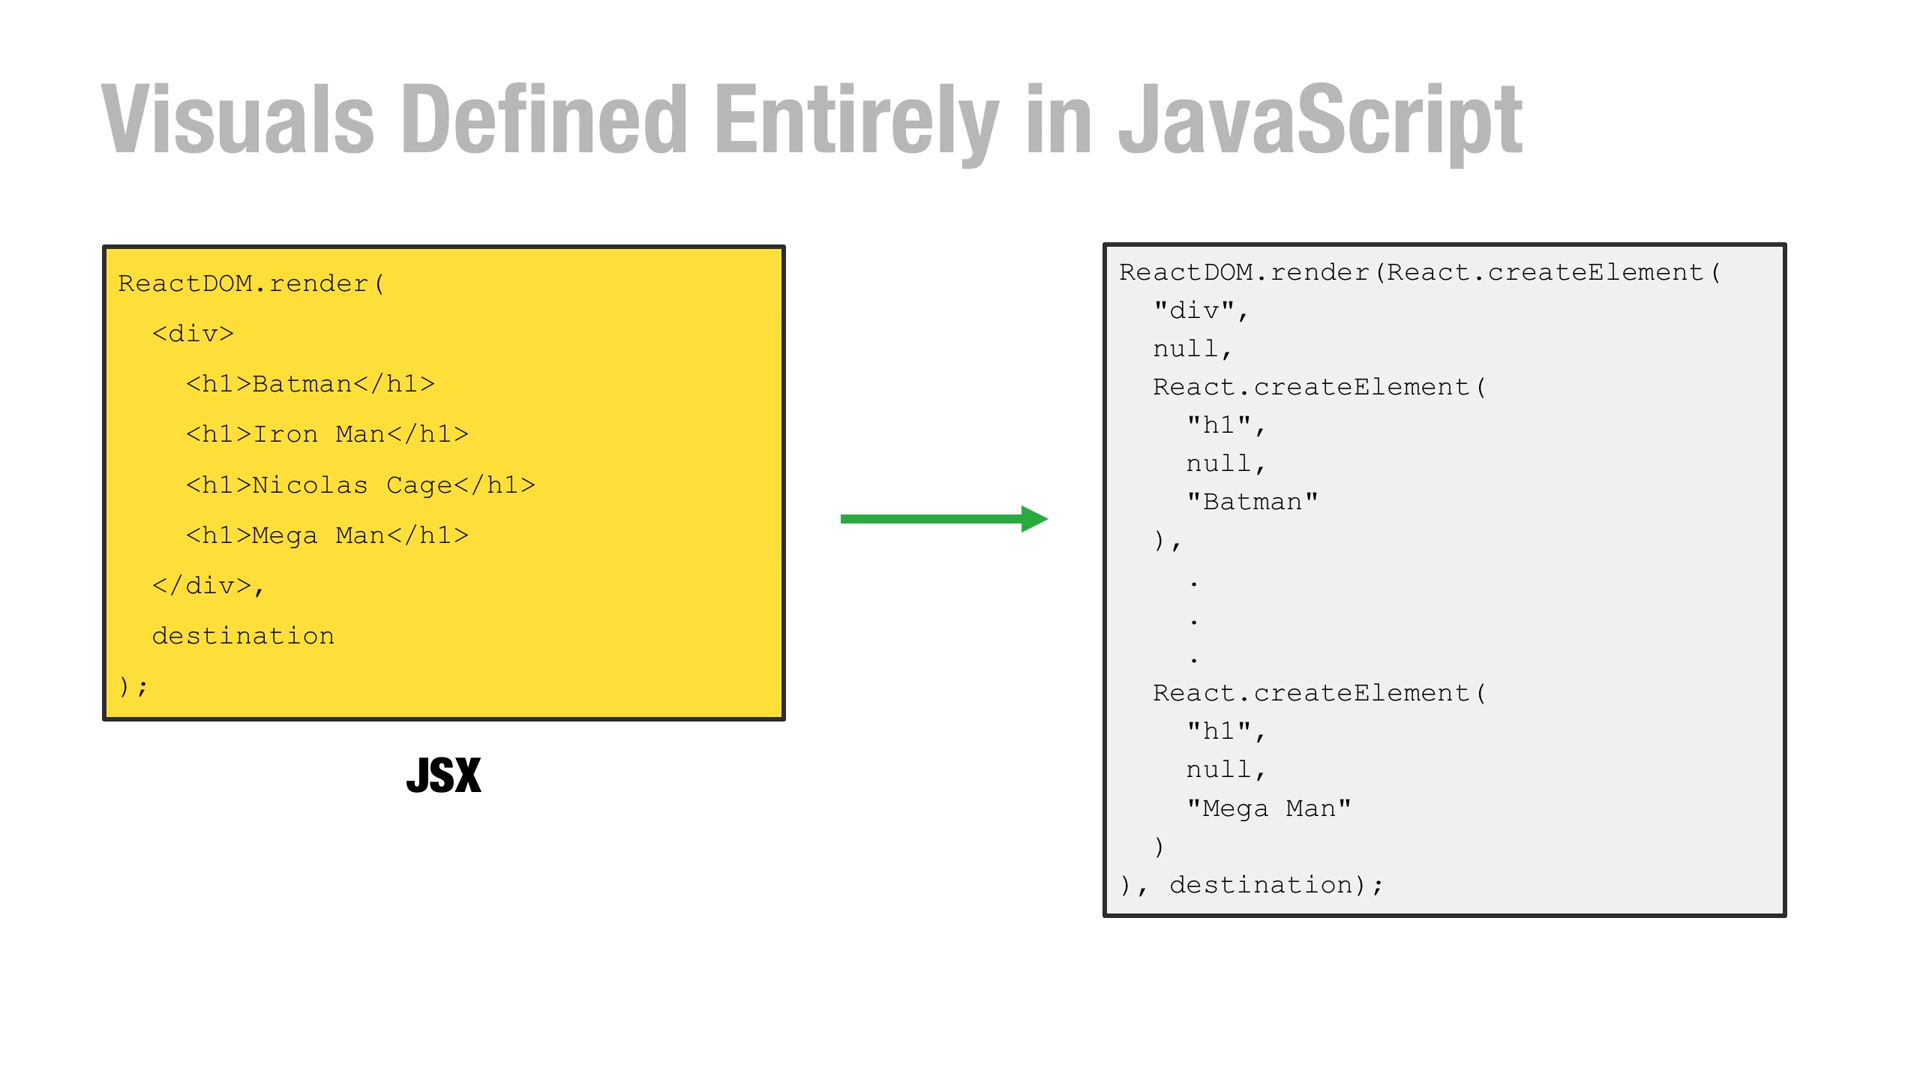 Visuals Defined Entirely in JavaScript
ReactDOM.render(
  <div>
    <h1>Batman</h1>
    <h1>Iron Man</h1>
    <h1>Nicolas Cage</h1>
    <h1>Mega Man</h1>
  </div>,
  destination
);
JSX
ReactDOM.render(React.createElement(
  "div",
  null,
  React.createElement(
    "h1",
    null,
    "Batman"
  ),
    .
    .
    .
  React.createElement(
    "h1",
    null,
    "Mega Man"
  )
), destination);